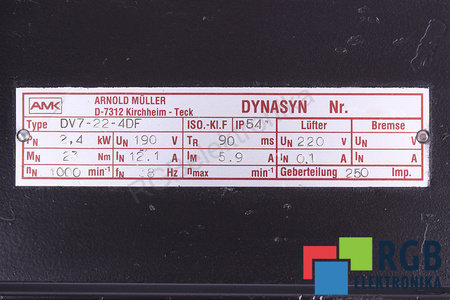 AMK ARNOLD MÜLLER
D-7312 Kirchheim - Teck DYNASYN Nr.
Type DV7-22-4DF ISO.-Kl.F IP54 Lüfter Bremse
PN 2,4 kW UN 190 V TR 90 ms UN 220 V UN V
MN 27 Nm IN 12.1 A IM 5.9 A IN 0,1 A IN A
nN 1000 min-1 fN Hz nmax min-1 Geberteilung 250 Imp.
RGB
ELEKTRONIKA